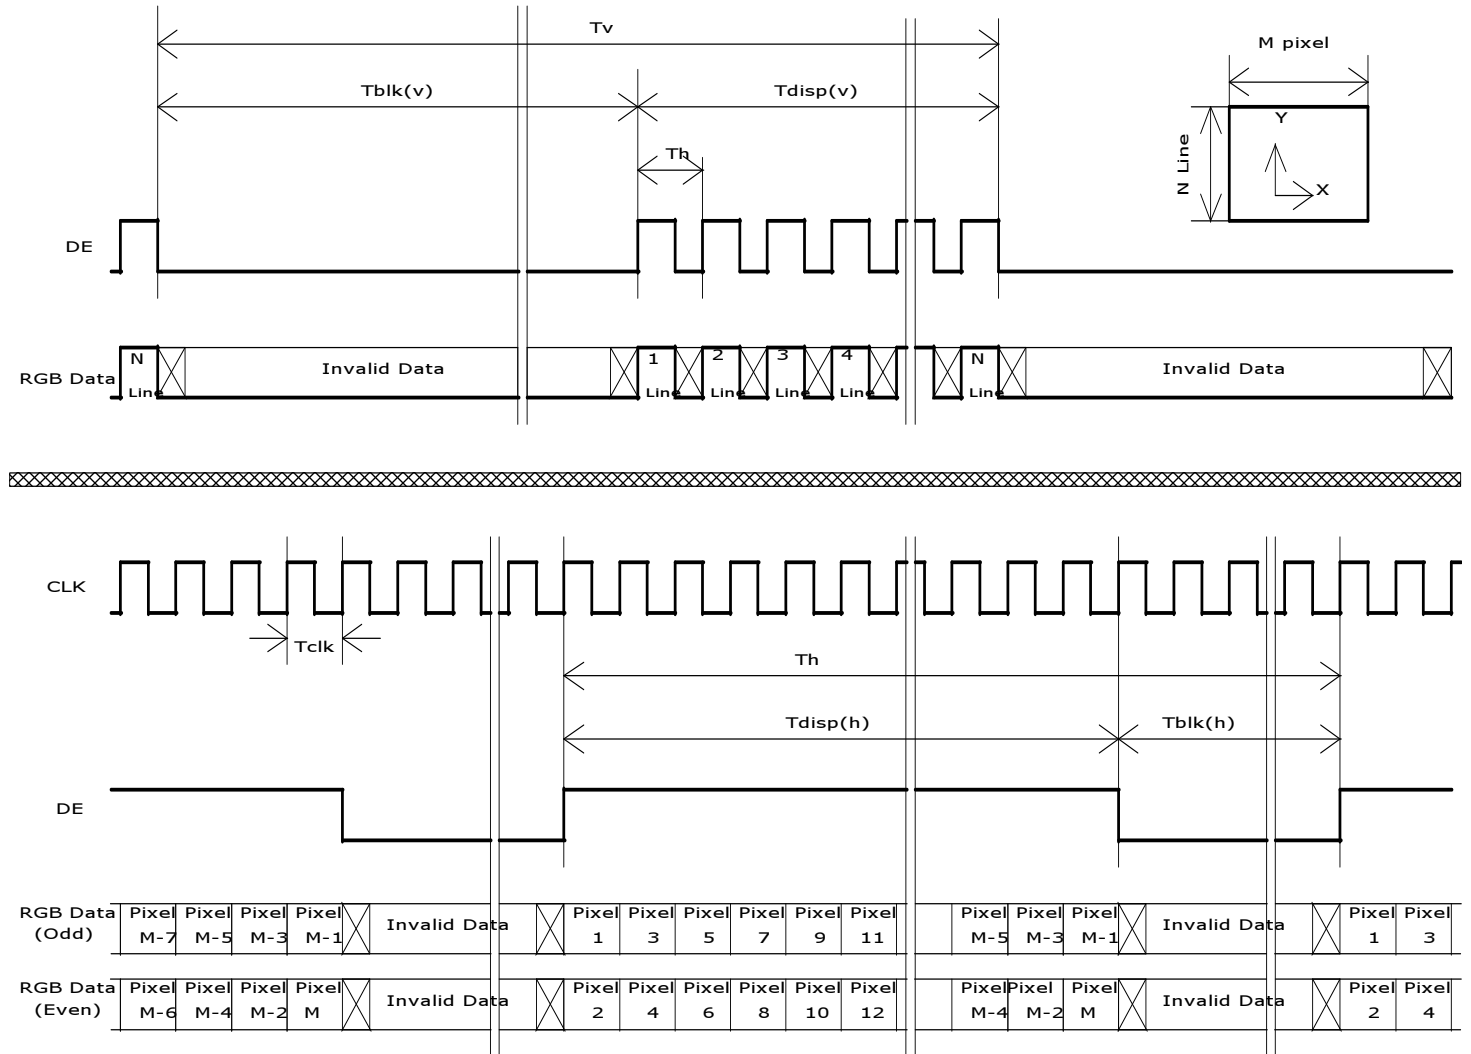 Tv
M pixel
Tblk(v) Tdisp(v)
Th
Y
N Line
X
DE
N 1 2 3 4 N
RGB Data Invalid Data Invalid Data
Line Line Line Line Line Line
CLK
Tclk
Th
Tdisp(h) Tblk(h)
DE
RGB Data Pixel Pixel Pixel Pixel Invalid Data Pixel Pixel Pixel Pixel Pixel Pixel Pixel Pixel Pixel Invalid Data Pixel Pixel
(Odd) M-7 M-5 M-3 M-1 1 3 5 7 9 11 M-5 M-3 M-1 1 3
RGB Data Pixel Pixel Pixel Pixel Invalid Data Pixel Pixel Pixel Pixel Pixel Pixel Pixel Pixel Pixel Invalid Data Pixel Pixel
(Even) M-6 M-4 M-2 M 2 4 6 8 10 12 M-4 M-2 M 2 4